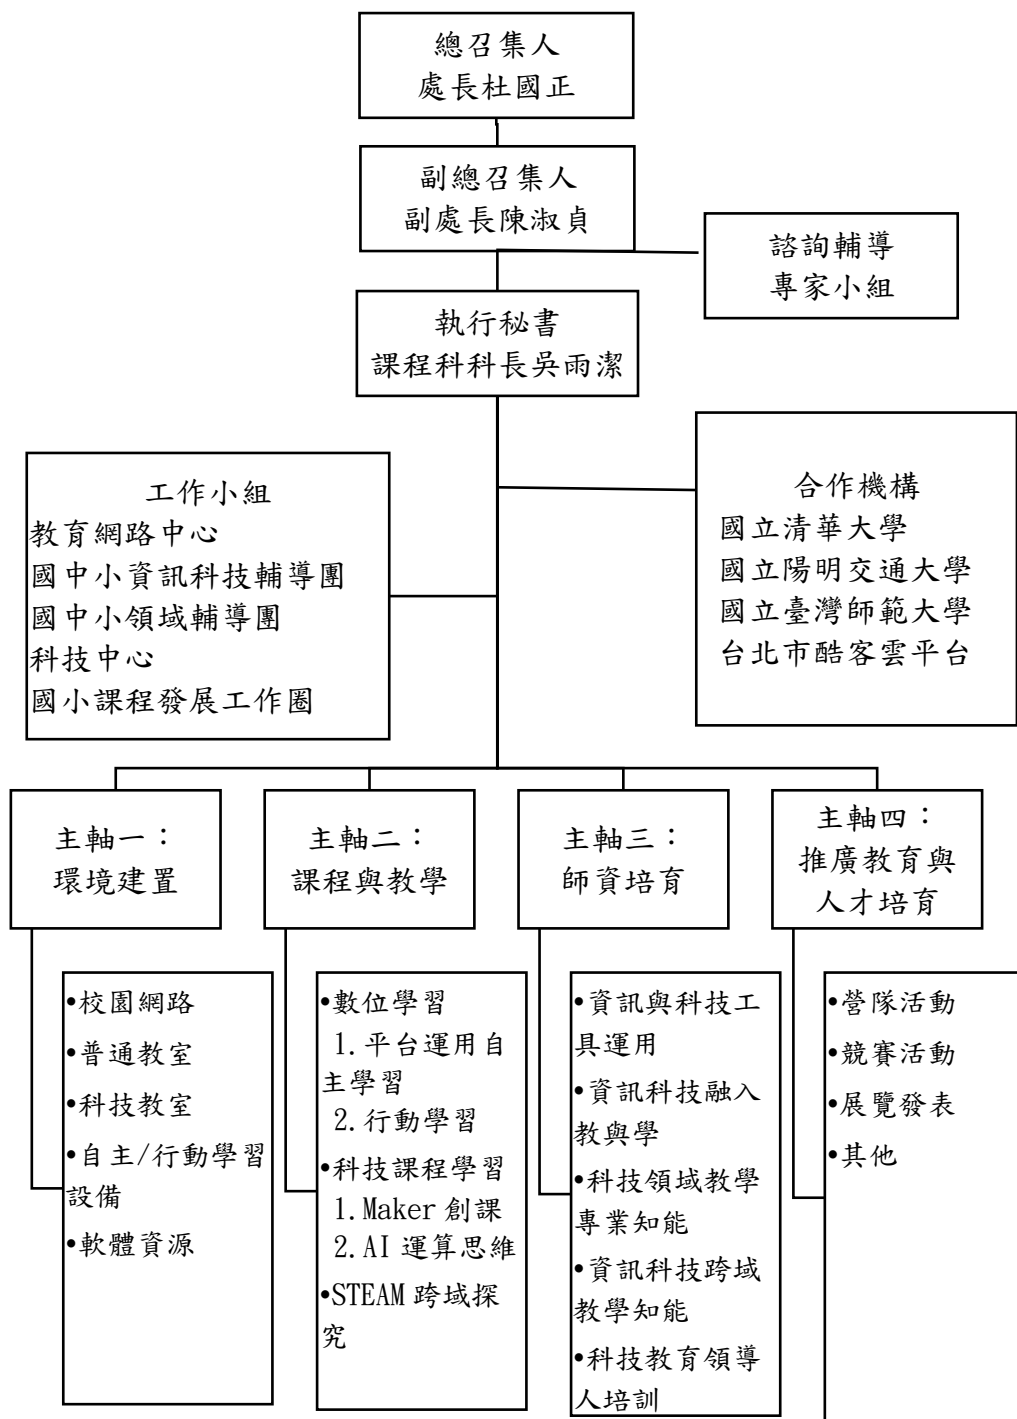 總召集人
處長杜國正
副總召集人
副處長陳淑貞
諮詢輔導
專家小組
執行秘書
課程科科長吳雨潔
工作小組
教育網路中心
國中小資訊科技輔導團
國中小領域輔導團
科技中心
國小課程發展工作圈
合作機構
國立清華大學
國立陽明交通大學
國立臺灣師範大學
台北市酷客雲平台
主軸一：
環境建置
主軸二：
課程與教學
主軸三：
師資培育
主軸四：
推廣教育與
人才培育
•校園網路
•普通教室
•科技教室
•自主/行動學習
設備
•軟體資源
•數位學習
1.平台運用自
主學習
2.行動學習
•科技課程學習
1.Maker 創課
2.AI 運算思維
•STEAM 跨域探
究
•資訊與科技工
具運用
•資訊科技融入
教與學
•科技領域教學
專業知能
•資訊科技跨域
教學知能
•科技教育領導
人培訓
•營隊活動
•競賽活動
•展覽發表
•其他